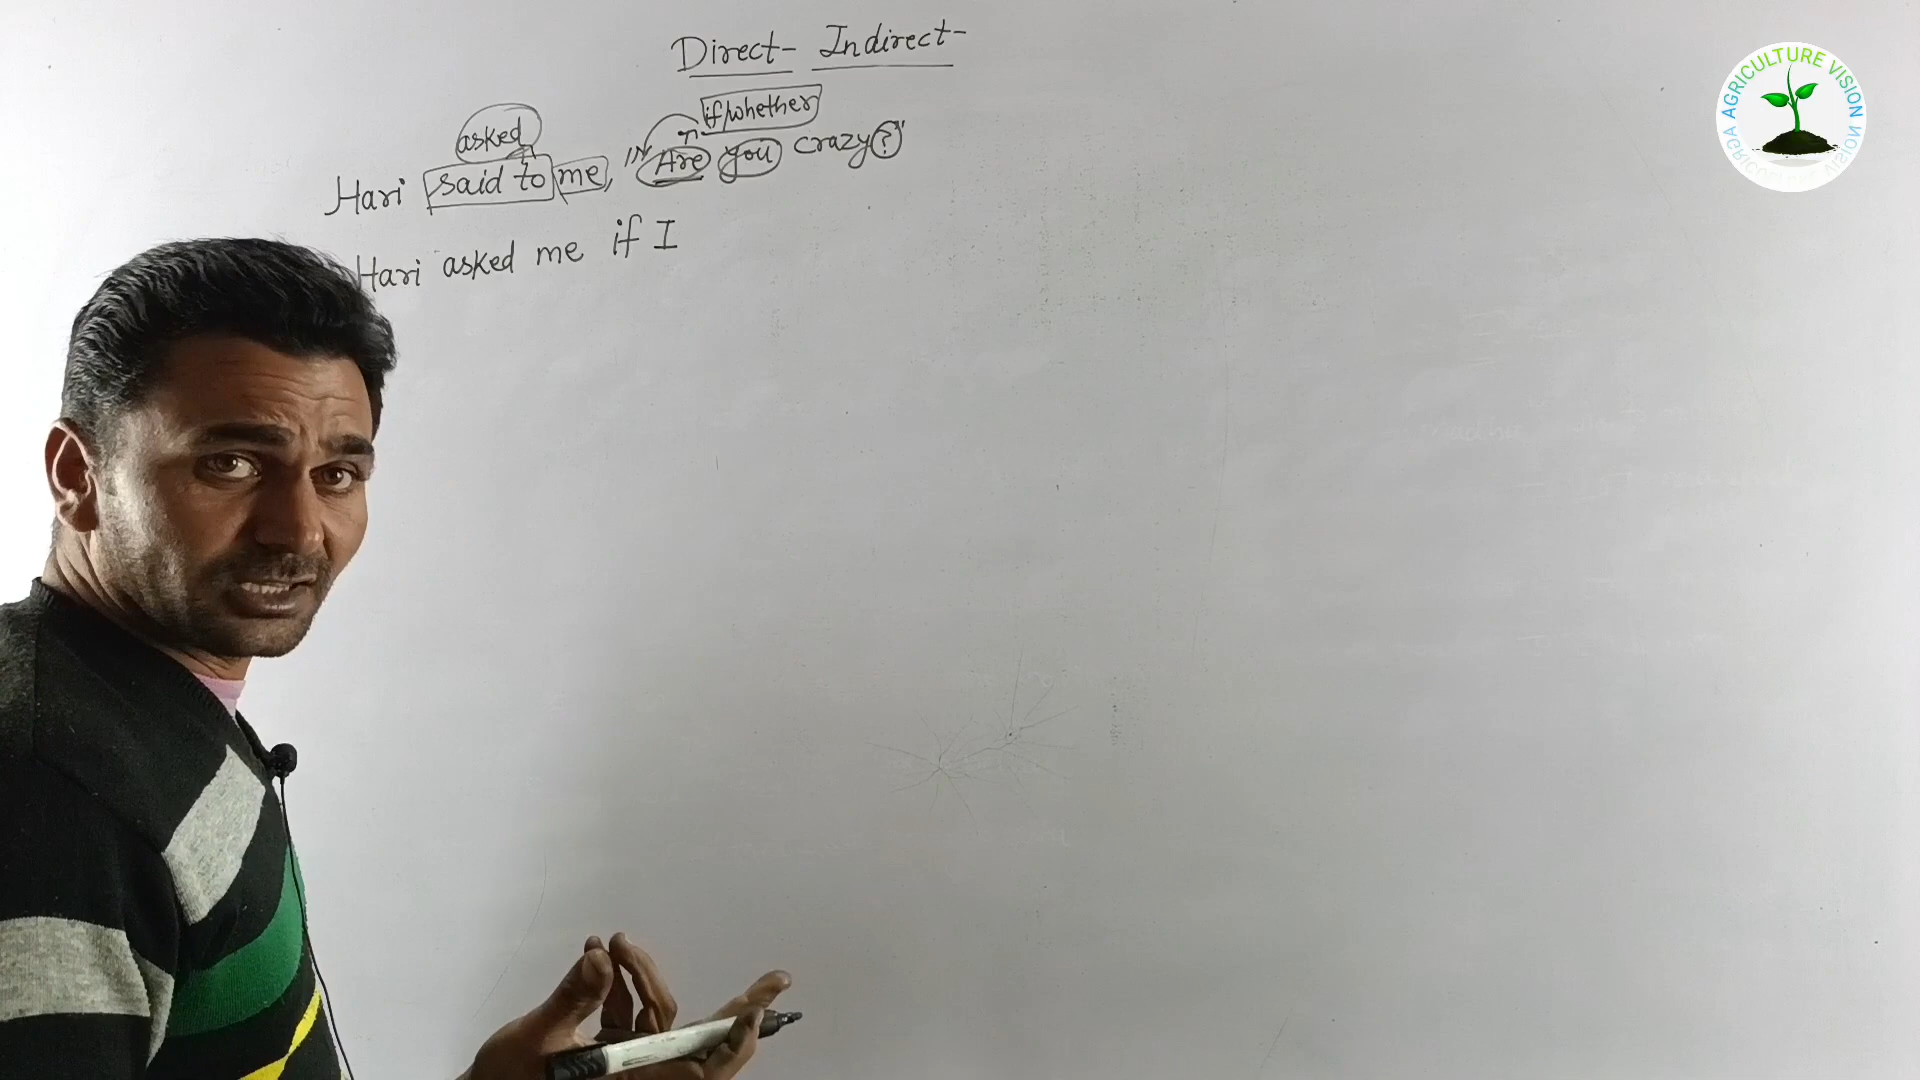 Direct- Indirect-
if/whether
asked
Hari said to me, "Are you crazy?"
Hari asked me if I
AGRICULTURE VISION